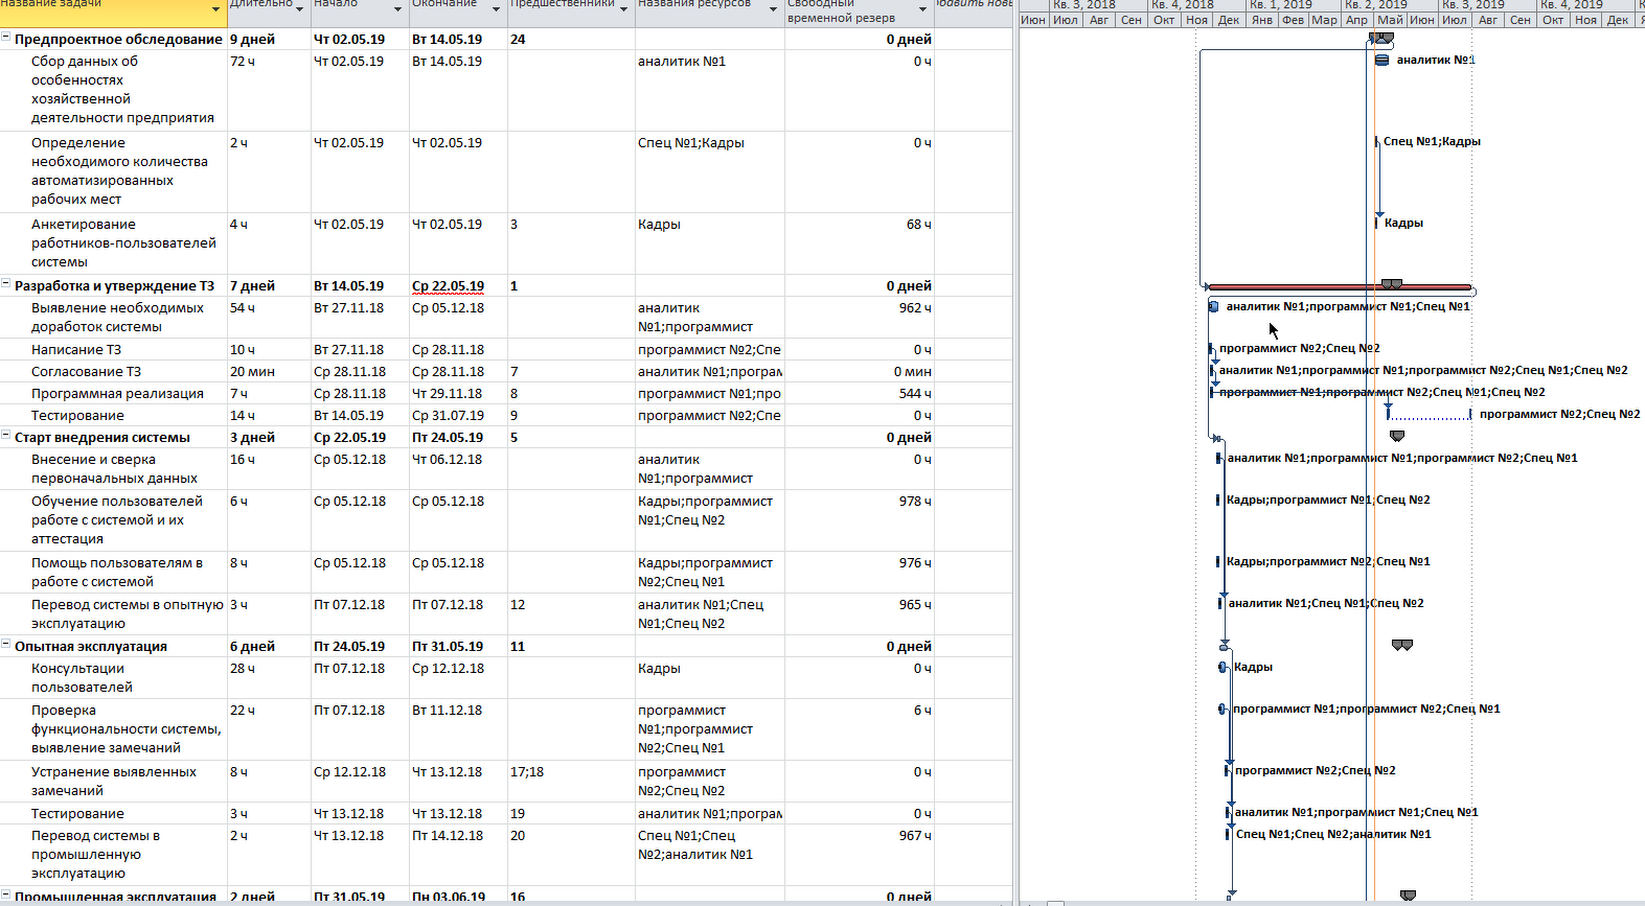 Название задачи Длительно Начало Окончание Предшественники Названия ресурсов Свободный временной резерв Добавить новы
Кв. 3, 2018 Кв. 4, 2018 Кв. 1, 2019 Кв. 2, 2019 Кв. 3, 2019 Кв. 4, 2019
Июн Июл Авг Сен Окт Ноя Дек Янв Фев Мар Апр Май Июн Июл Авг Сен Окт Ноя Дек
Предпроектное обследование 9 дней Чт 02.05.19 Вт 14.05.19 24 0 дней
Сбор данных об 72 ч Чт 02.05.19 Вт 14.05.19 аналитик №1 0 ч аналитик №1
особенностях
хозяйственной
деятельности предприятия
Определение 2 ч Чт 02.05.19 Чт 02.05.19 Спец №1;Кадры 0 ч Спец №1;Кадры
необходимого количества
автоматизированных
рабочих мест
Анкетирование 4 ч Чт 02.05.19 Чт 02.05.19 3 Кадры 68 ч Кадры
работников-пользователей
системы
Разработка и утверждение ТЗ 7 дней Вт 14.05.19 Ср 22.05.19 1 0 дней
Выявление необходимых 54 ч Вт 27.11.18 Ср 05.12.18 аналитик 962 ч аналитик №1;программист №1;Спец №1
доработок системы №1;программист
Написание ТЗ 10 ч Вт 27.11.18 Ср 28.11.18 программист №2;Спе 0 ч программист №2;Спец №2
Согласование ТЗ 20 мин Ср 28.11.18 Ср 28.11.18 7 аналитик №1;програм 0 мин аналитик №1;программист №1;программист №2;Спец №1;Спец №2
Программная реализация 7 ч Ср 28.11.18 Чт 29.11.18 8 программист №1;про 544 ч программист №1;программист №2;Спец №1;Спец №2
Тестирование 14 ч Вт 14.05.19 Ср 31.07.19 9 программист №2;Спе 0 ч программист №2;Спец №2
Старт внедрения системы 3 дней Ср 22.05.19 Пт 24.05.19 5 0 дней
Внесение и сверка 16 ч Ср 05.12.18 Чт 06.12.18 аналитик 0 ч аналитик №1;программист №1;программист №2;Спец №1
первоначальных данных №1;программист
Обучение пользователей 6 ч Ср 05.12.18 Ср 05.12.18 Кадры;программист 978 ч Кадры;программист №1;Спец №2
работе с системой и их №1;Спец №2
аттестация
Помощь пользователям в 8 ч Ср 05.12.18 Ср 05.12.18 Кадры;программист 976 ч Кадры;программист №2;Спец №1
работе с системой №2;Спец №1
Перевод системы в опытную 3 ч Пт 07.12.18 Пт 07.12.18 12 аналитик №1;Спец 965 ч аналитик №1;Спец №1;Спец №2
эксплуатацию №1;Спец №2
Опытная эксплуатация 6 дней Пт 24.05.19 Пт 31.05.19 11 0 дней
Консультации 28 ч Пт 07.12.18 Ср 12.12.18 Кадры 0 ч Кадры
пользователей
Проверка 22 ч Пт 07.12.18 Вт 11.12.18 программист 6 ч программист №1;программист №2;Спец №1
функциональности системы, №1;программист
выявление замечаний №2;Спец №1
Устранение выявленных 8 ч Ср 12.12.18 Чт 13.12.18 17;18 программист 0 ч программист №2;Спец №2
замечаний №2;Спец №2
Тестирование 3 ч Чт 13.12.18 Чт 13.12.18 19 аналитик №1;програм 0 ч аналитик №1;программист №1;Спец №1
Перевод системы в 2 ч Чт 13.12.18 Пт 14.12.18 20 Спец №1;Спец 967 ч Спец №1;Спец №2;аналитик №1
промышленную №2;аналитик №1
эксплуатацию
Промышленная эксплуатация 2 дней Пт 31.05.19 Пн 03.06.19 16 0 дней